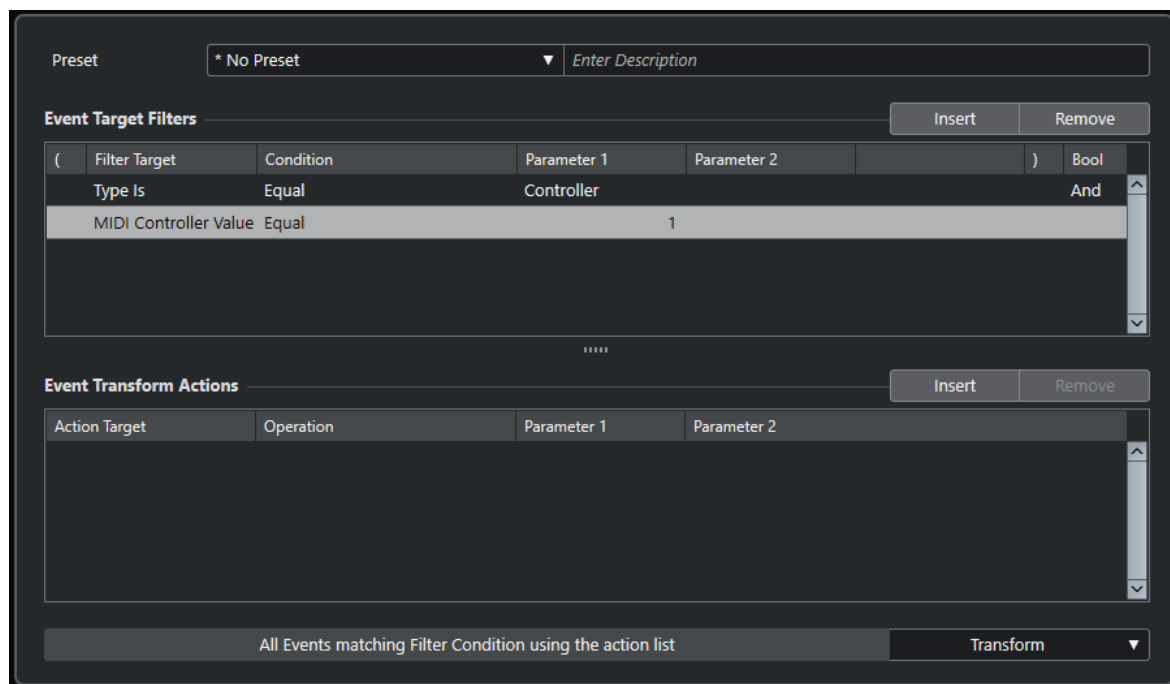 Preset * No Preset ▼ Enter Description
Event Target Filters Insert Remove
( Filter Target Condition Parameter 1 Parameter 2 ) Bool
Type Is Equal Controller And
MIDI Controller Value Equal 1
Event Transform Actions Insert Remove
Action Target Operation Parameter 1 Parameter 2
All Events matching Filter Condition using the action list Transform ▼